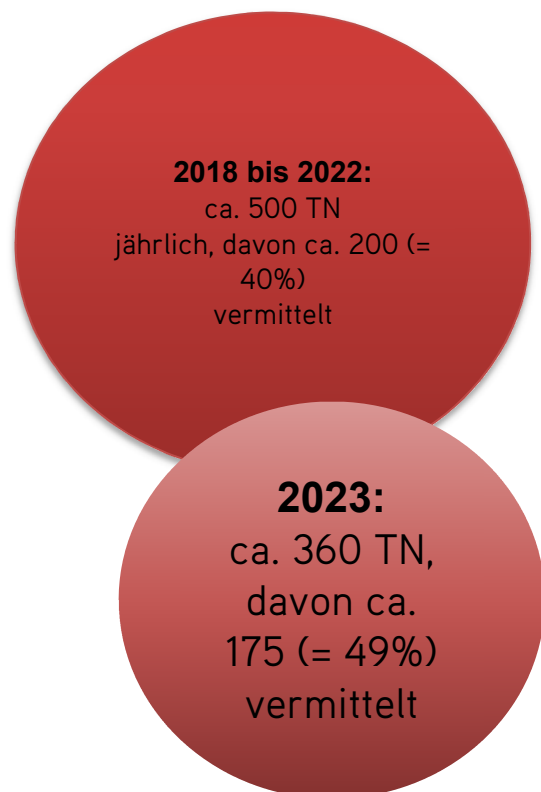 2018 bis 2022:
ca. 500 TN
jährlich, davon ca. 200 (=
40%)
vermittelt
2023:
ca. 360 TN,
davon ca.
175 (= 49%)
vermittelt